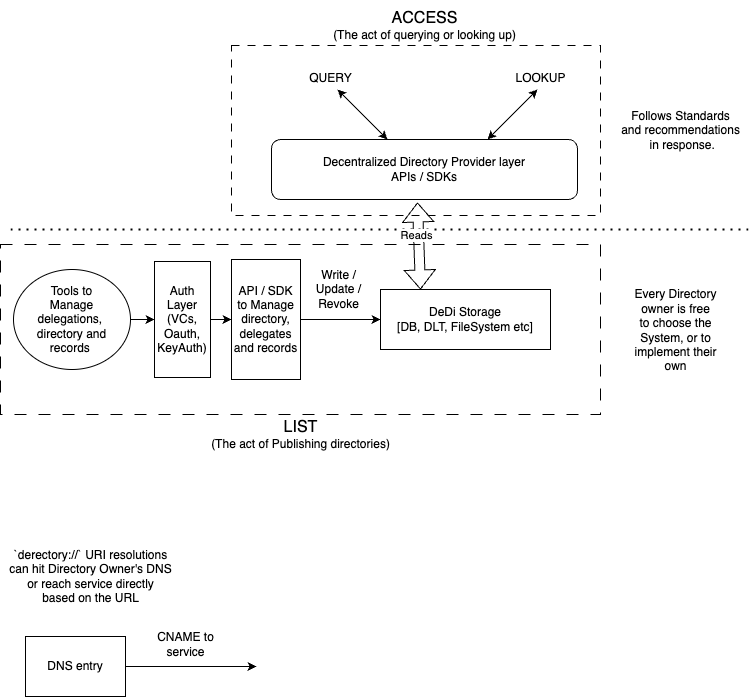 ACCESS
(The act of querying or looking up)
QUERY
LOOKUP
Decentralized Directory Provider layer
APIs / SDKs
Follows Standards
and recommendations
in response.
Reads
Tools to
Manage
delegations,
directory and
records
Auth
Layer
(VCs,
Oauth,
KeyAuth)
API / SDK
to Manage
directory,
delegates
and records
Write /
Update /
Revoke
DeDi Storage
[DB, DLT, FileSystem etc]
Every Directory
owner is free
to choose the
System, or to
implement their
own
LIST
(The act of Publishing directories)
`derectory://` URI resolutions
can hit Directory Owner's DNS
or reach service directly
based on the URL
DNS entry
CNAME to
service